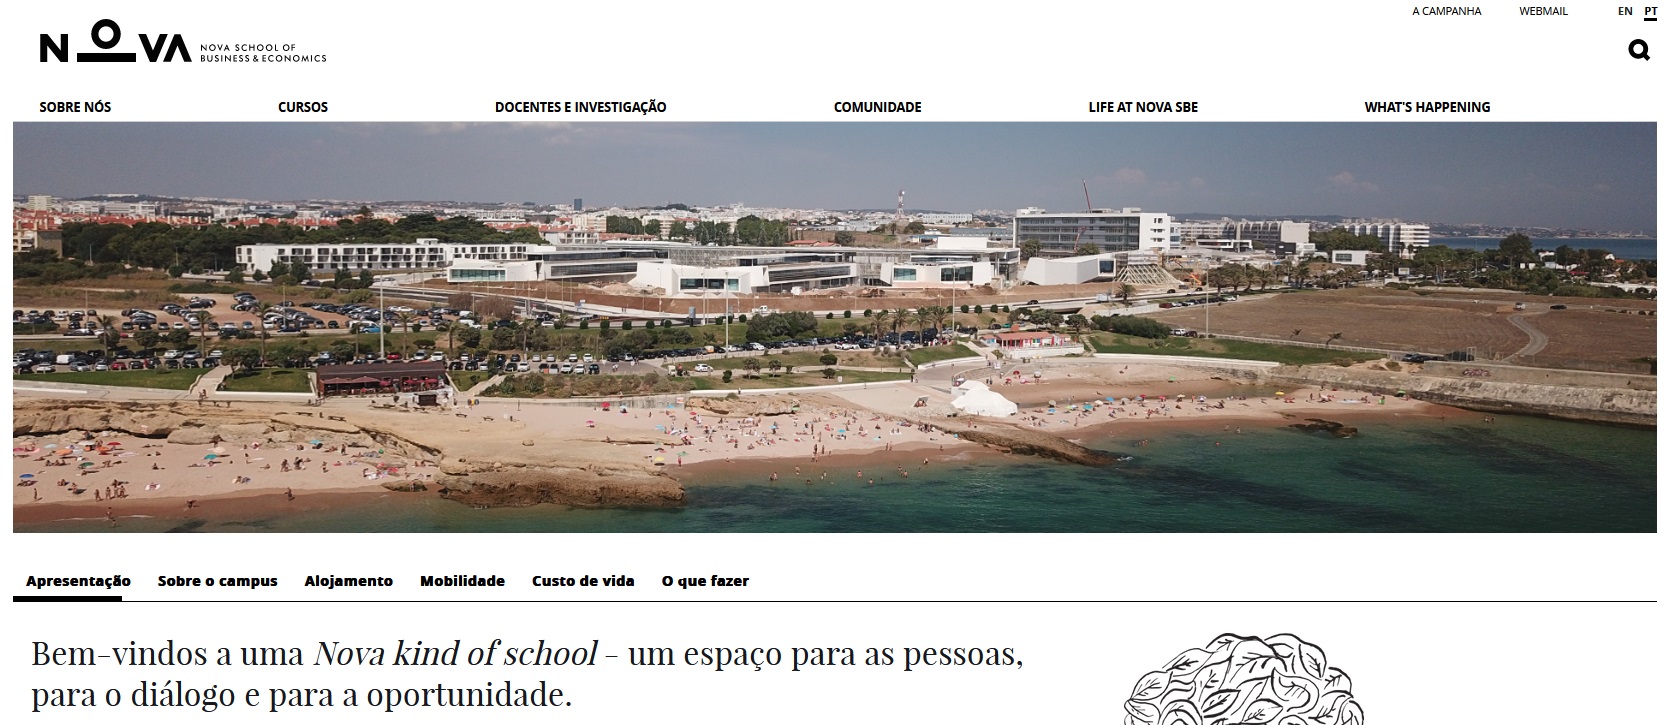 A CAMPANHA WEBMAIL EN PT
NOVA NOVA SCHOOL OF
BUSINESS & ECONOMICS
SOBRE NÓS CURSOS DOCENTES E INVESTIGAÇÃO COMUNIDADE LIFE AT NOVA SBE WHAT'S HAPPENING
Apresentação Sobre o campus Alojamento Mobilidade Custo de vida O que fazer
Bem-vindos a uma Nova kind of school - um espaço para as pessoas,
para o diálogo e para a oportunidade.